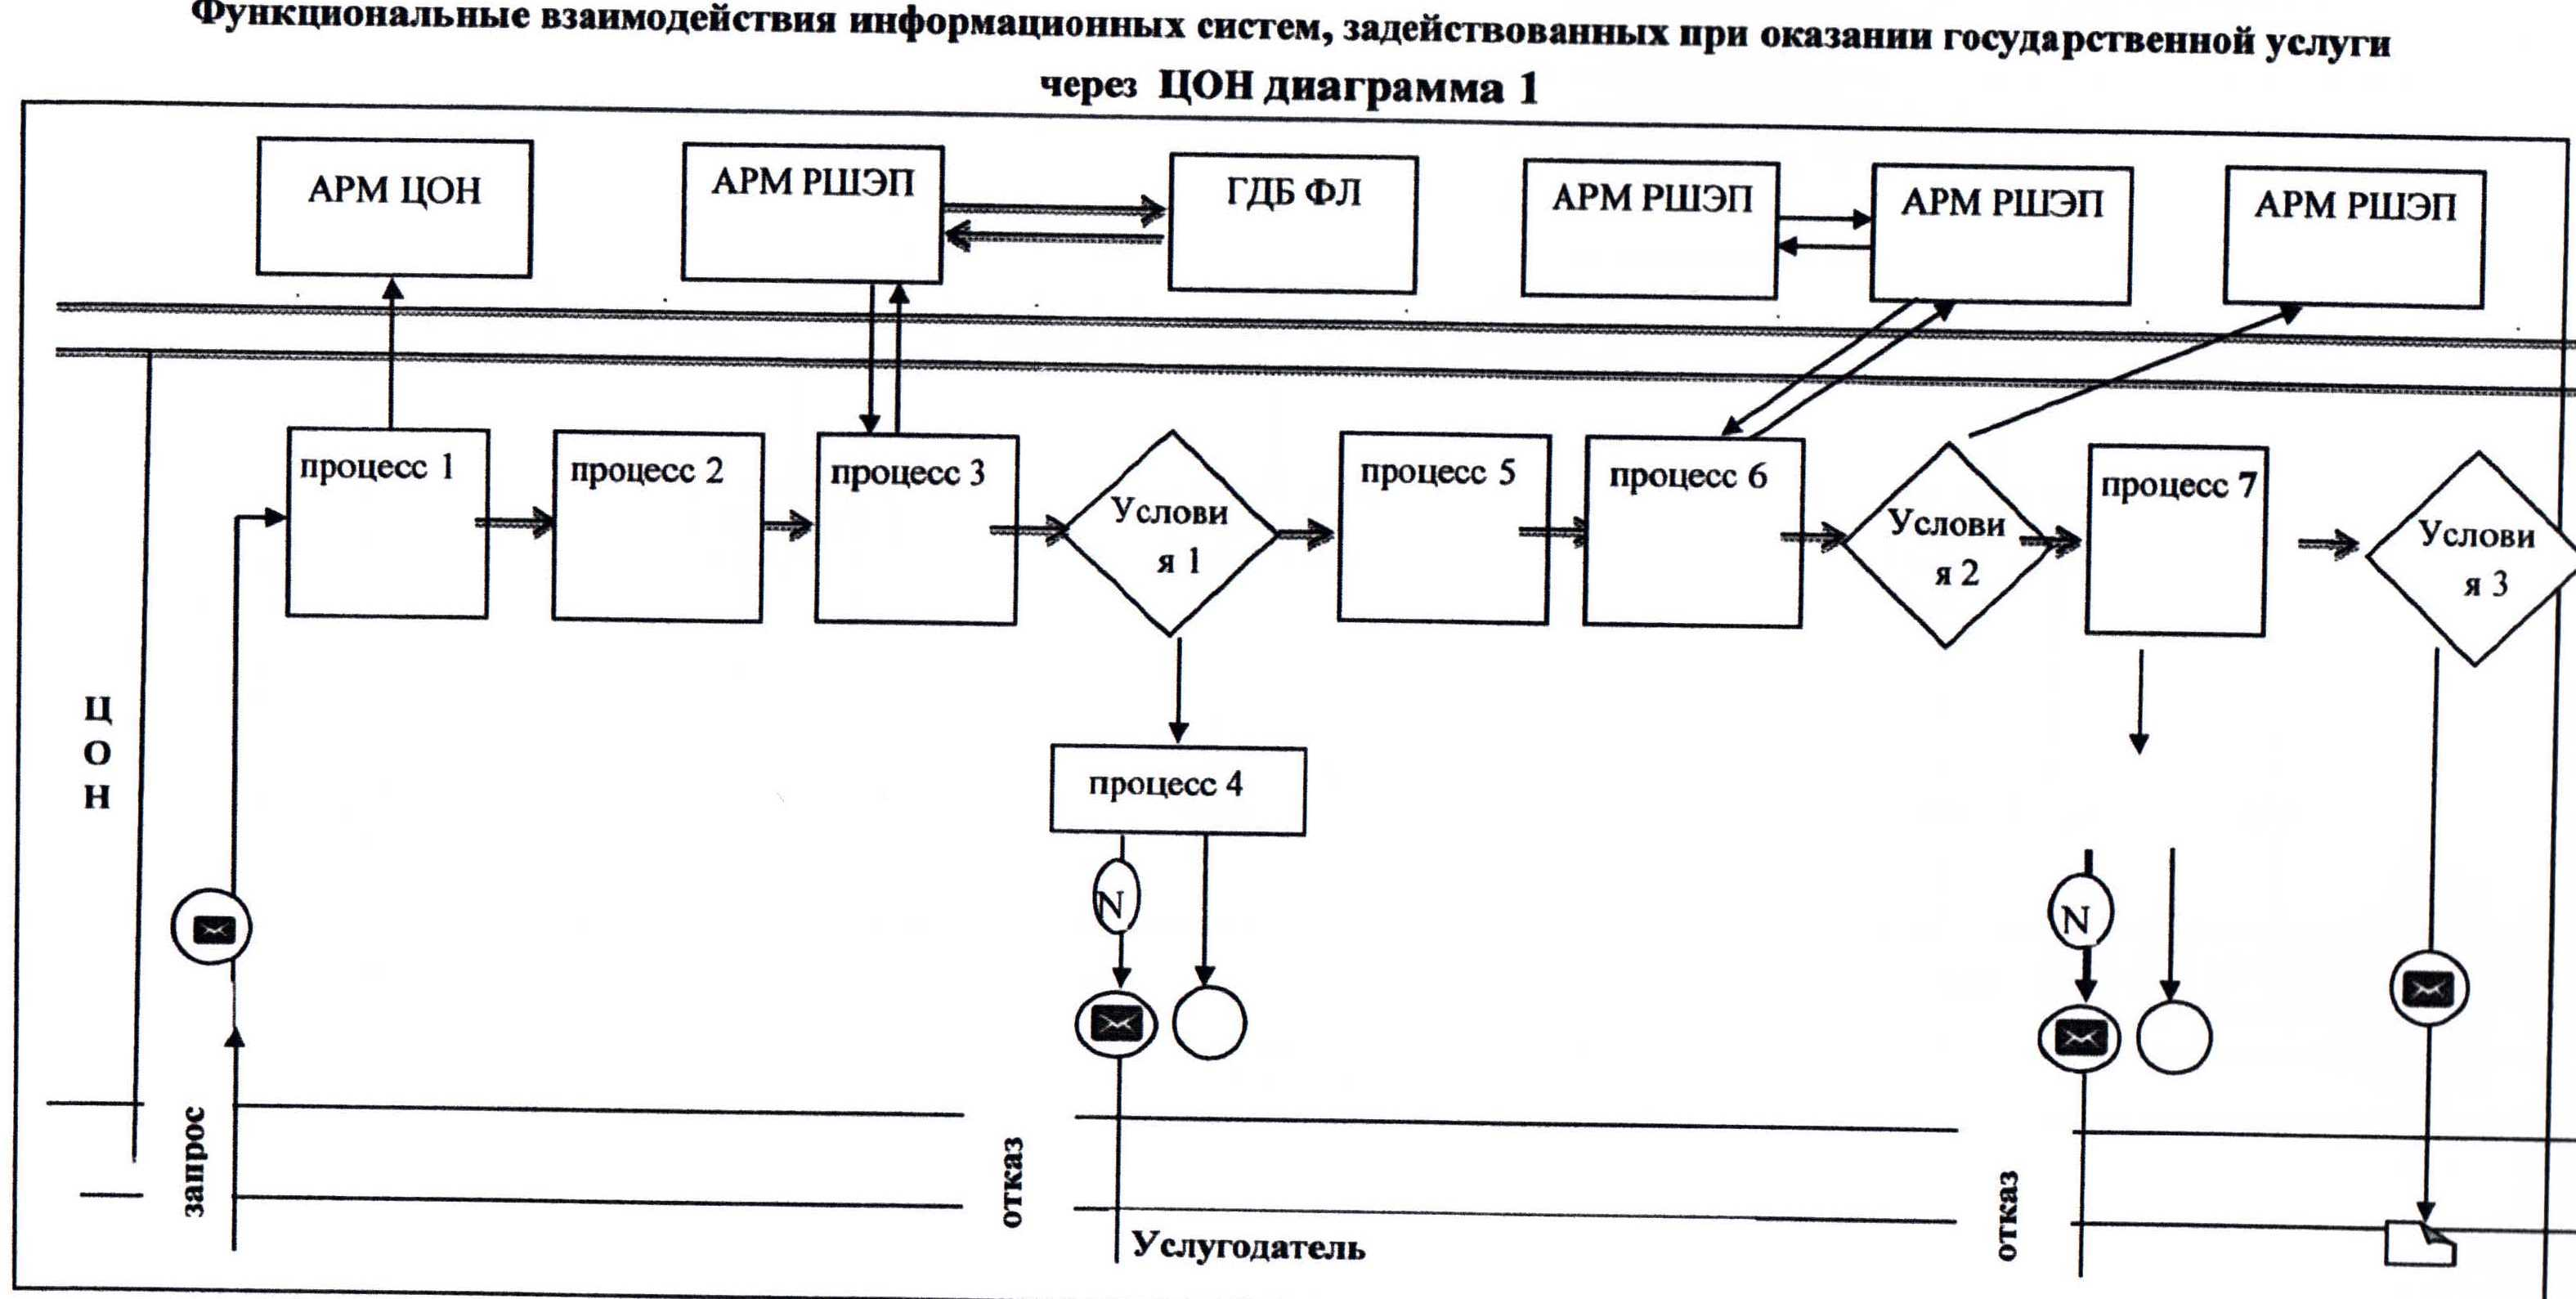 Функциональные взаимодействия информационных систем, задействованных при оказании государственной услуги
через ЦОН диаграмма 1
АРМ ЦОН
АРМ РШЭП
ГДБ ФЛ
АРМ РШЭП
АРМ РШЭП
АРМ РШЭП
процесс 1
процесс 2
процесс 3
Услови
я 1
процесс 5
процесс 6
Услови
я 2
процесс 7
Услови
я 3
Ц
О
Н
процесс 4
N
N
запрос
отказ
Услугодатель
отказ